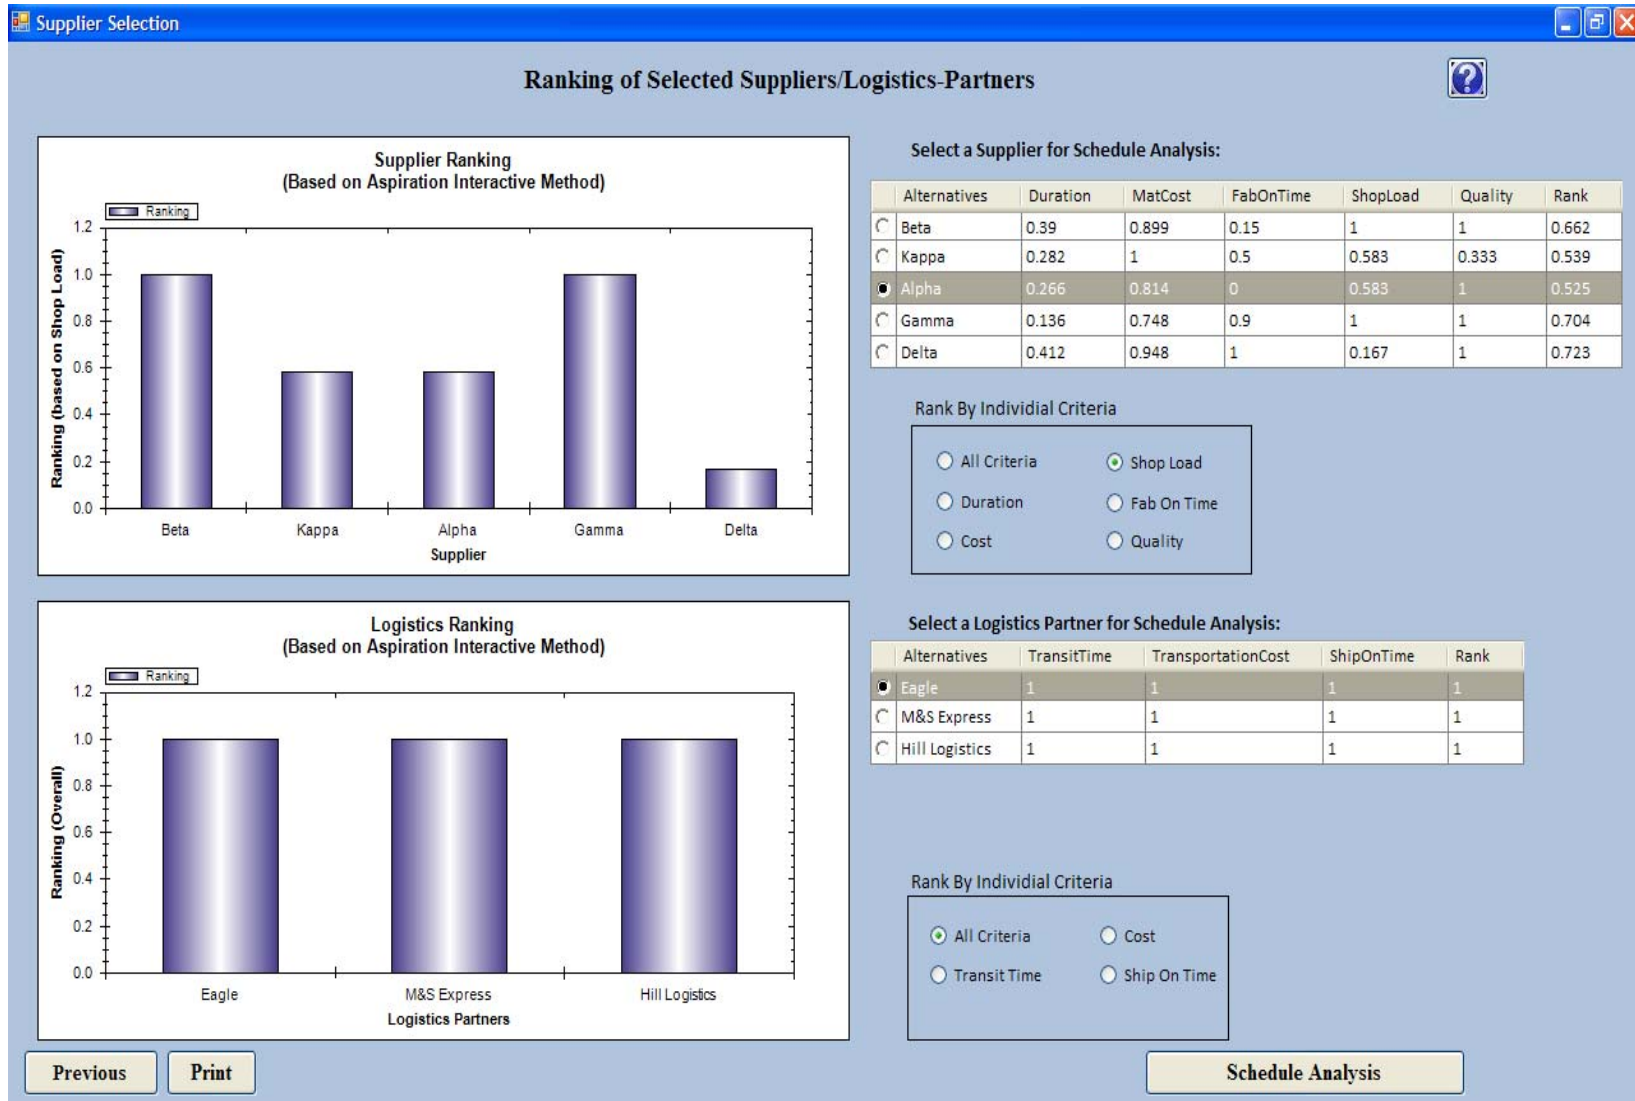 Supplier Selection
Ranking of Selected Suppliers/Logistics-Partners
Supplier Ranking
(Based on Aspiration Interactive Method)
Ranking
1.2
1.0
0.8
0.6
0.4
0.2
0.0
Ranking (based on Shop Load)
Beta Kappa Alpha Gamma Delta
Supplier
Select a Supplier for Schedule Analysis:
Alternatives Duration MatCost FabOnTime ShopLoad Quality Rank
Beta 0.39 0.899 0.15 1 1 0.662
Kappa 0.282 1 0.5 0.583 0.333 0.539
Alpha 0.266 0.814 0 0.583 1 0.525
Gamma 0.136 0.748 0.9 1 1 0.704
Delta 0.412 0.948 1 0.167 1 0.723
Rank By Individial Criteria
All Criteria Shop Load
Duration Fab On Time
Cost Quality
Logistics Ranking
(Based on Aspiration Interactive Method)
Ranking
1.2
1.0
0.8
0.6
0.4
0.2
0.0
Ranking (Overall)
Eagle M&S Express Hill Logistics
Logistics Partners
Select a Logistics Partner for Schedule Analysis:
Alternatives TransitTime TransportationCost ShipOnTime Rank
Eagle 1 1 1 1
M&S Express 1 1 1 1
Hill Logistics 1 1 1 1
Rank By Individial Criteria
All Criteria Cost
Transit Time Ship On Time
Previous Print Schedule Analysis